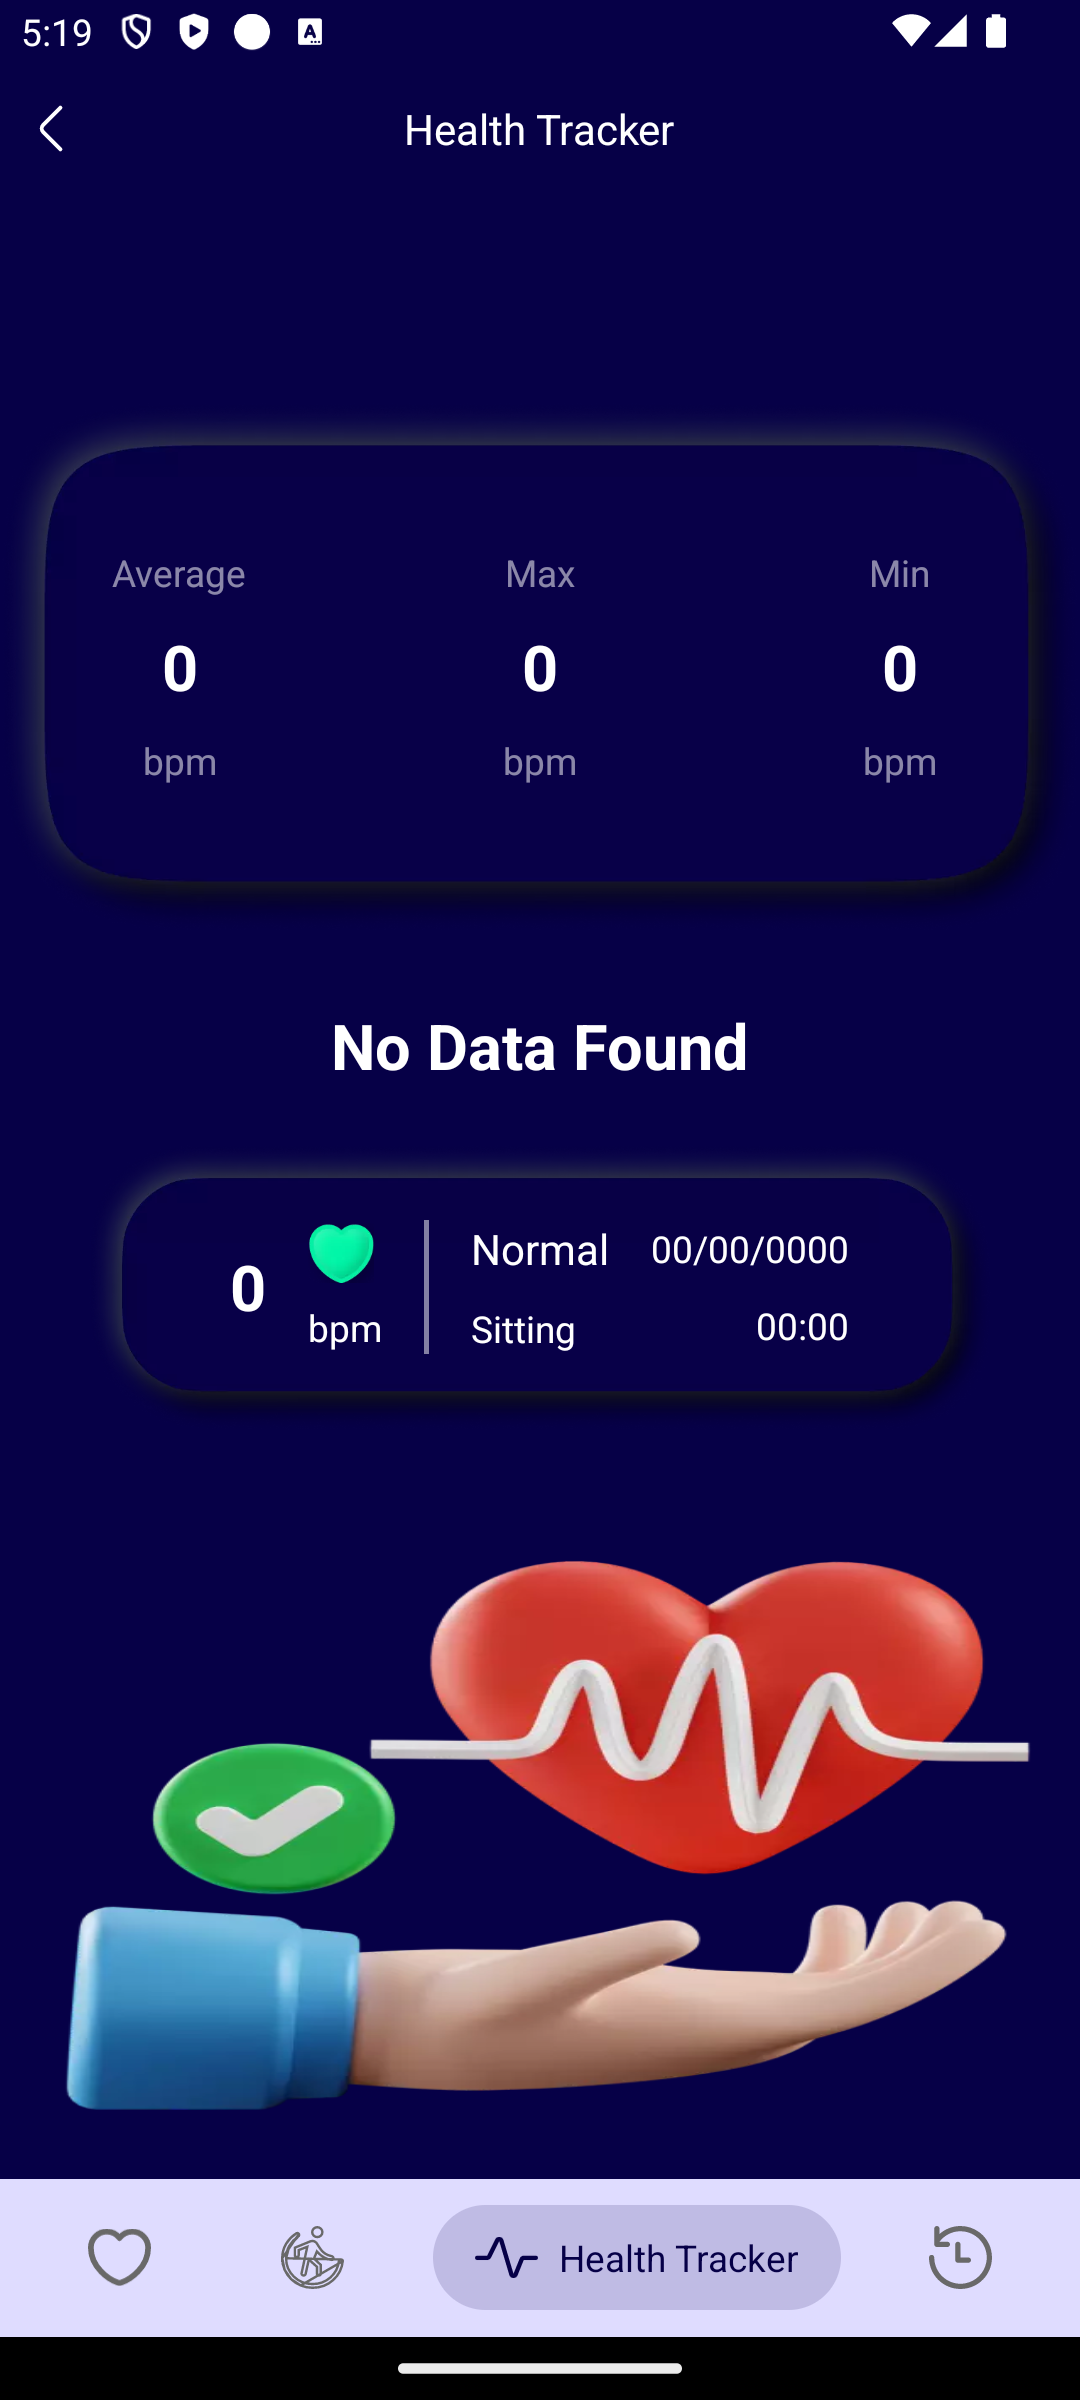 5:19
Health Tracker
Average Max Min
0 0 0
bpm bpm bpm
No Data Found
0 bpm
Normal 00/00/0000
Sitting 00:00
Health Tracker